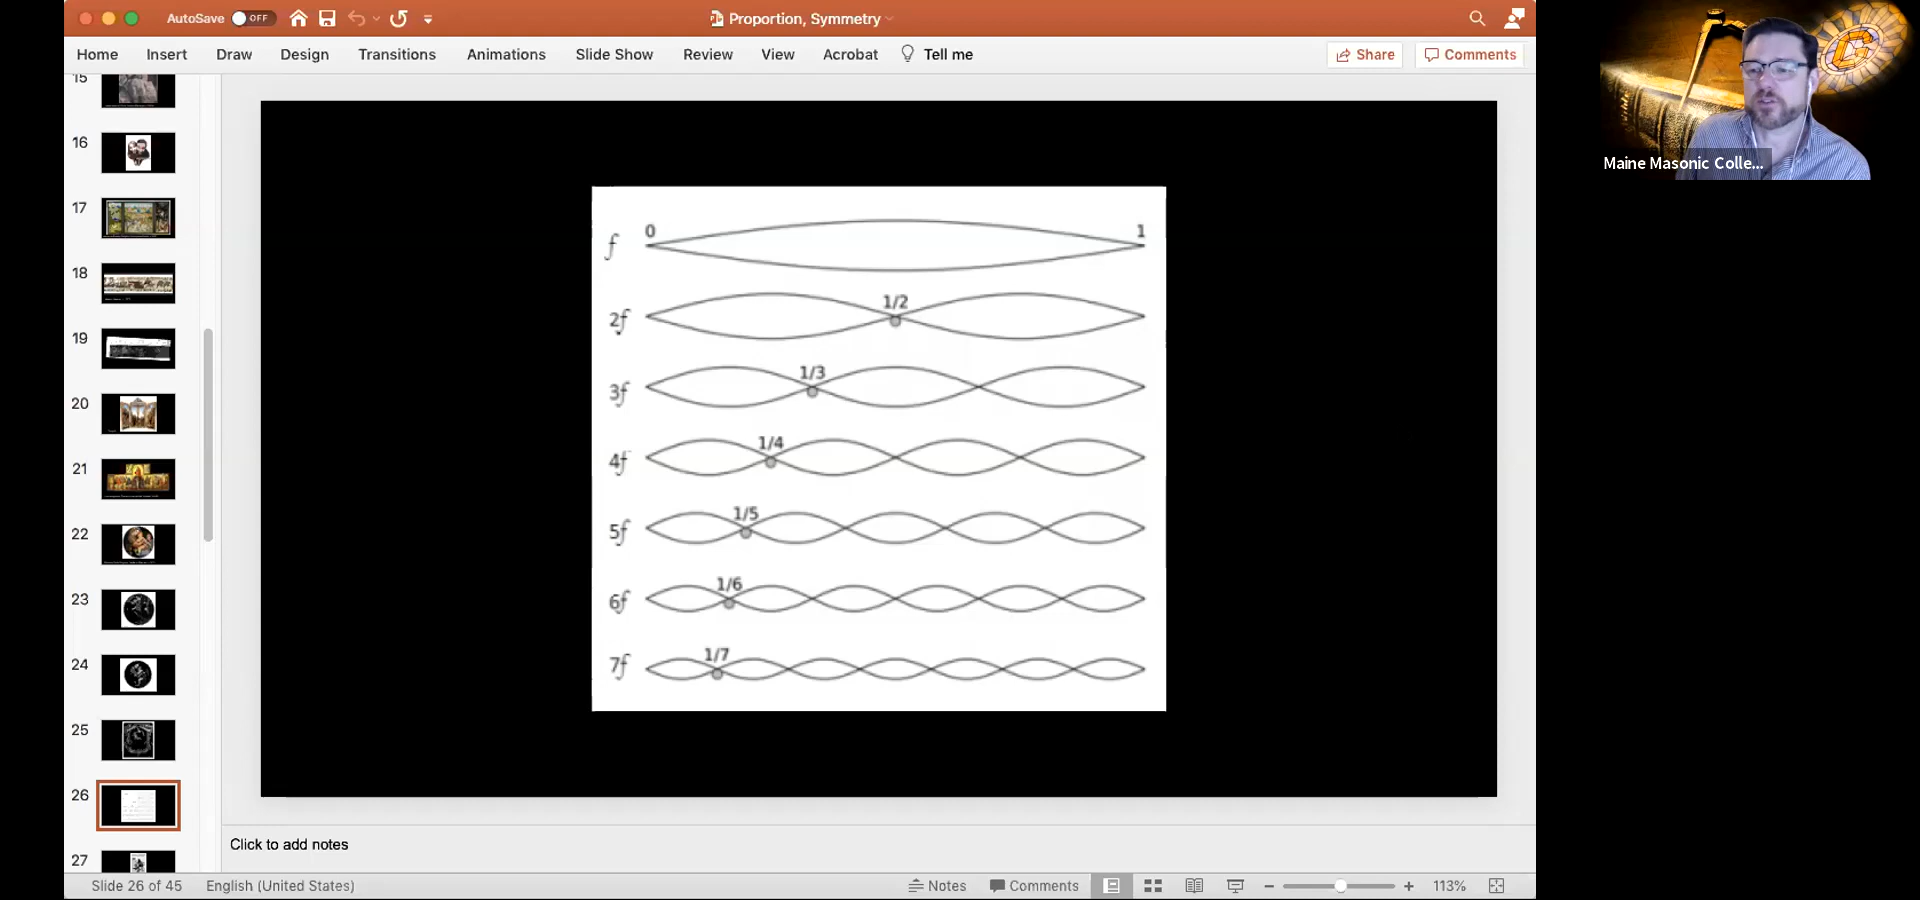 AutoSave OFF
Proportion, Symmetry
Home Insert Draw Design Transitions Animations Slide Show Review View Acrobat Tell me
Share Comments
Maine Masonic Colle...
15
16
17
18
19
20
21
22
23
24
25
26
27
0 1
f
1/2
2f
1/3
3f
1/4
4f
1/5
5f
1/6
6f
1/7
7f
Click to add notes
Slide 26 of 45 English (United States) Notes Comments 113%